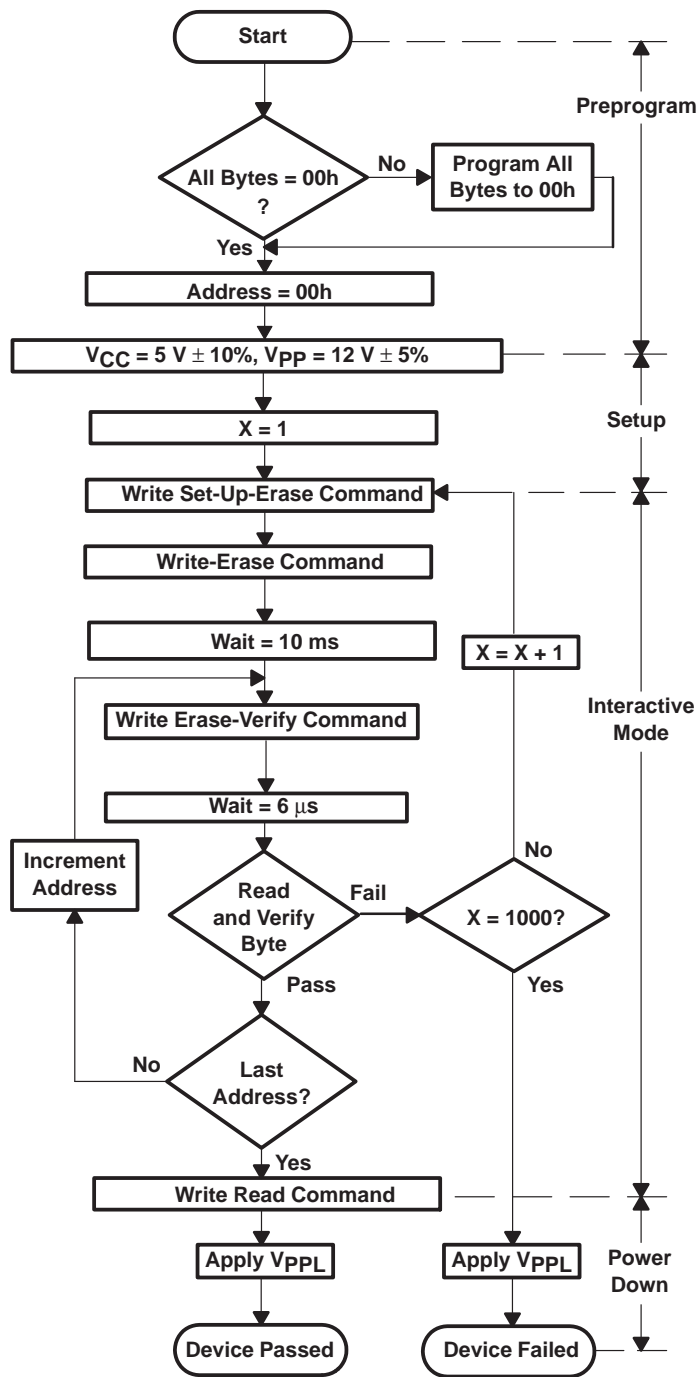 Start
Preprogram
All Bytes = 00h
?
No
Program All
Bytes to 00h
Yes
Address = 00h
VCC = 5 V ± 10%, VPP = 12 V ± 5%
X = 1
Setup
Write Set-Up-Erase Command
Write-Erase Command
Wait = 10 ms
X = X + 1
Write Erase-Verify Command
Interactive
Mode
Wait = 6 μs
Increment
Address
No
Read
and Verify
Byte
Fail
X = 1000?
Pass
Yes
No
Last
Address?
Yes
Write Read Command
Apply VPPL
Apply VPPL
Power
Down
Device Passed
Device Failed